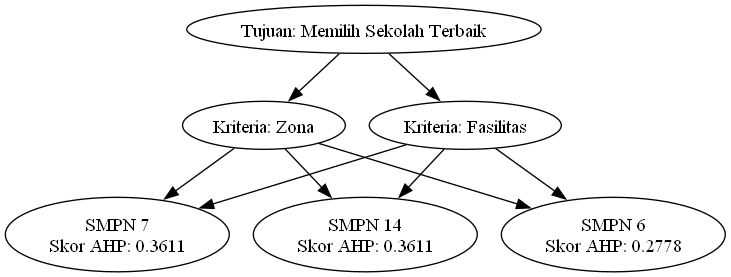 Tujuan: Memilih Sekolah Terbaik
Kriteria: Zona
Kriteria: Fasilitas
SMPN 7
Skor AHP: 0.3611
SMPN 14
Skor AHP: 0.3611
SMPN 6
Skor AHP: 0.2778